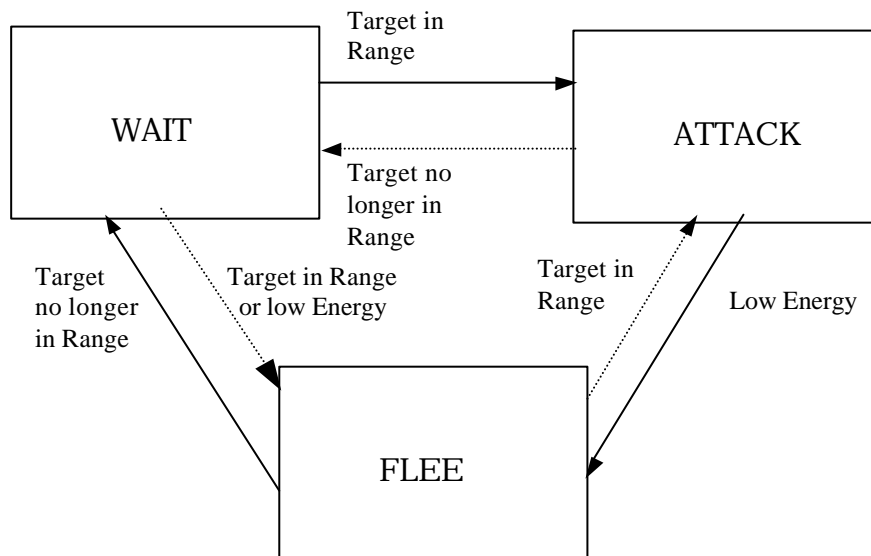 Target in
Range
WAIT
ATTACK
Target no
longer in
Range
Target
no longer
in Range
Target in Range
or low Energy
Target in
Range
Low Energy
FLEE